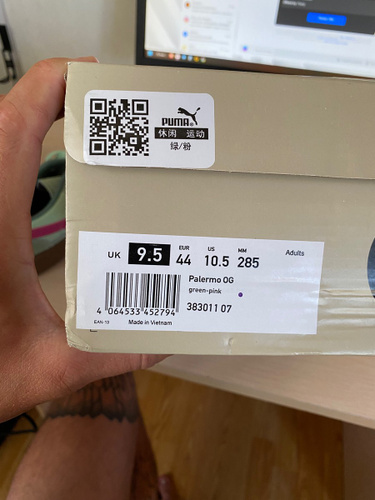 PUMA®
休闲 运动
绿/粉
UK 9.5 EUR 44 US 10.5 MM 285 Adults
Palermo OG
green-pink
4 064533 452794
383011 07
EAN-13 Made in Vietnam